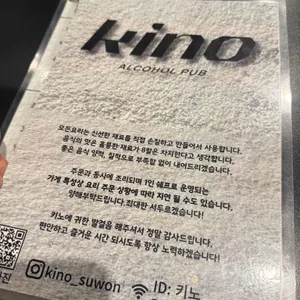 kino
ALCOHOL PUB
모든요리는 신선한 재료를 직접 손질하고 만들어서 사용합니다.
음식의 맛은 훌륭한 재료가 8할은 차지한다고 생각합니다.
좋은 음식 양적, 질적으로 부족함 없이 내어드리겠습니다.
주문과 동시에 조리되며 1인 쉐프로 운영되는
가게 특성상 요리 주문 상황에 따라 지연 될 수도 있습니다.
양해부탁드립니다. 최대한 서두르겠습니다!
키노에 귀한 발걸음 해주셔서 정말 감사드립니다.
편안하고 즐거운 시간 되시도록 항상 노력하겠습니다!
kino_suwon
ID: 키노